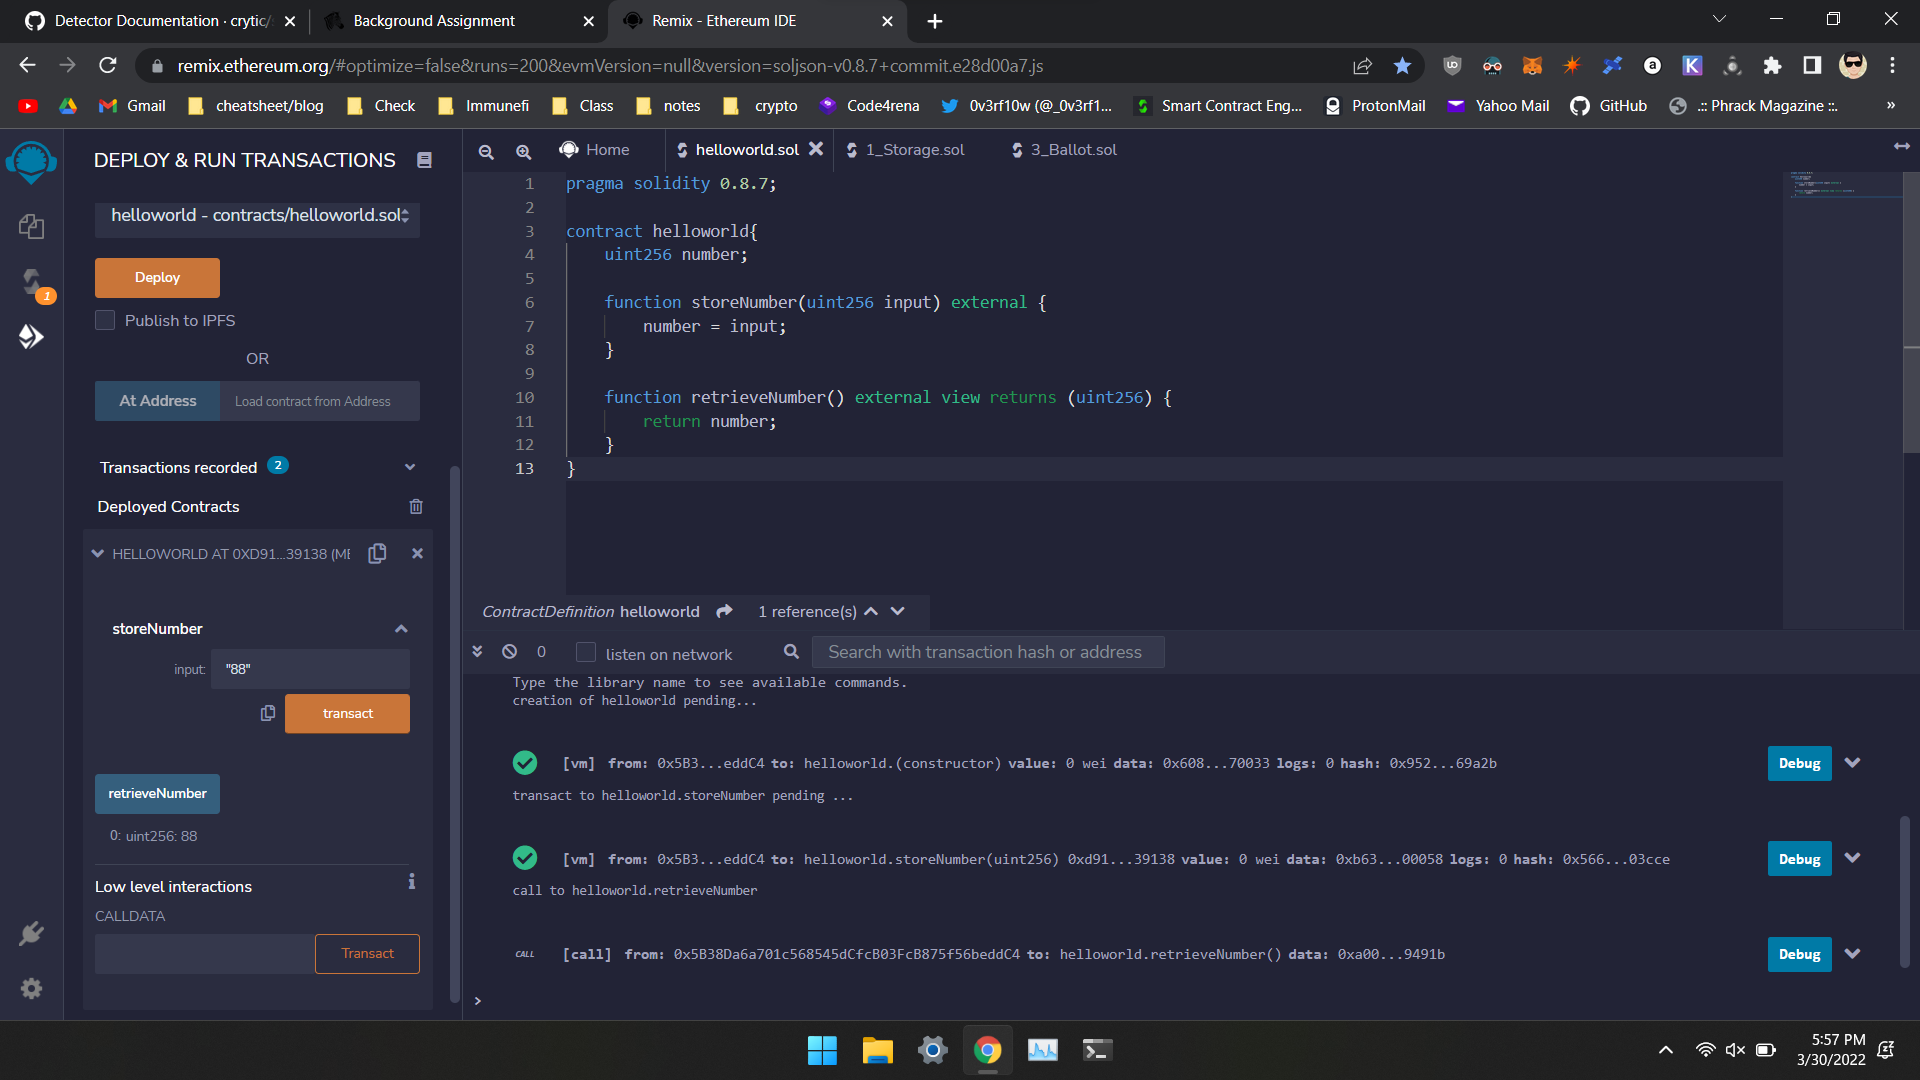 Detector Documentation · crytic/
Background Assignment
Remix - Ethereum IDE
remix.ethereum.org/#optimize=false&runs=200&evmVersion=null&version=soljson-v0.8.7+commit.e28d00a7.js
Gmail
cheatsheet/blog
Check
Immunefi
Class
notes
crypto
Code4rena
0v3rf10w (@_0v3rf1...
Smart Contract Eng...
ProtonMail
Yahoo Mail
GitHub
.:: Phrack Magazine ::.
»
DEPLOY & RUN TRANSACTIONS
helloworld - contracts/helloworld.sol
Deploy
1
Publish to IPFS
OR
At Address
Load contract from Address
Transactions recorded 2
Deployed Contracts
HELLOWORLD AT 0XD91...39138 (ME
storeNumber
input: "88"
transact
retrieveNumber
0: uint256: 88
Low level interactions
i
CALLDATA
Transact
Home
helloworld.sol
1_Storage.sol
3_Ballot.sol
1 pragma solidity 0.8.7;
2
3 contract helloworld{
4 uint256 number;
5
6 function storeNumber(uint256 input) external {
7 number = input;
8 }
9
10 function retrieveNumber() external view returns (uint256) {
11 return number;
12 }
13 }
ContractDefinition helloworld 1 reference(s)
0 listen on network Search with transaction hash or address
Type the library name to see available commands.
creation of helloworld pending...
[vm] from: 0x5B3...eddC4 to: helloworld.(constructor) value: 0 wei data: 0x608...70033 logs: 0 hash: 0x952...69a2b
Debug
transact to helloworld.storeNumber pending ...
[vm] from: 0x5B3...eddC4 to: helloworld.storeNumber(uint256) 0xd91...39138 value: 0 wei data: 0xb63...00058 logs: 0 hash: 0x566...03cce
Debug
call to helloworld.retrieveNumber
CALL [call] from: 0x5B38Da6a701c568545dCfcB03FcB875f56beddC4 to: helloworld.retrieveNumber() data: 0xa00...9491b
Debug
>
5:57 PM
3/30/2022